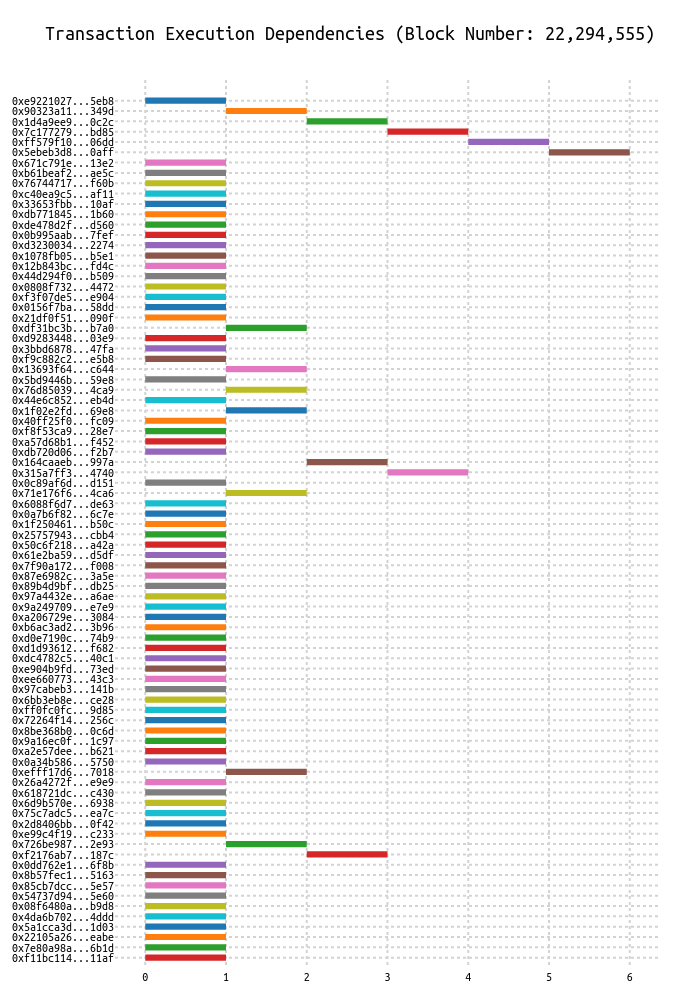 Transaction Execution Dependencies (Block Number: 22,294,555)
0xe9221027...5eb8
0x90323a11...349d
0x1d4a9ee9...0c2c
0x7c177279...bd85
0xff579f10...06dd
0x5ebeb3d8...0aff
0x671c791e...13e2
0xb61beaf2...ae5c
0x76744717...f60b
0xc40ea9c5...af11
0x33653fbb...10af
0xdb771845...1b60
0xde478d2f...d560
0x0b995aab...7fef
0xd3230034...2274
0x1078fb05...b5e1
0x12b843bc...fd4c
0x44d294f0...b509
0x0808f732...4472
0xf3f07de5...e904
0x0156f7ba...58dd
0x21df0f51...090f
0xdf31bc3b...b7a0
0xd9283448...03e9
0x3bbd6878...47fa
0xf9c882c2...e5b8
0x13693f64...c644
0x5bd9446b...59e8
0x76d85039...4ca9
0x44e6c852...eb4d
0x1f02e2fd...69e8
0x40ff25f0...fc09
0xf8f53ca9...28e7
0xa57d68b1...f452
0xdb720d06...f2b7
0x164caaeb...997a
0x315a7ff3...4740
0x0c89af6d...d151
0x71e176f6...4ca6
0x6088f6d7...de63
0x0a7b6f82...6c7e
0x1f250461...b50c
0x25757943...cbb4
0x50c6f218...a42a
0x61e2ba59...d5df
0x7f90a172...f008
0x87e6982c...3a5e
0x89b4d9bf...db25
0x97a4432e...a6ae
0x9a249709...e7e9
0xa206729e...3084
0xb6ac3ad2...3b96
0xd0e7190c...74b9
0xd1d93612...f682
0xdc4782c5...40c1
0xe904b9fd...73ed
0xee660773...43c3
0x97cabeb3...141b
0x6bb3eb8e...ce28
0xff0fc0fc...9d85
0x72264f14...256c
0x8be368b0...0c6d
0x9a16ec0f...1c97
0xa2e57dee...b621
0x0a34b586...5750
0xefff17d6...7018
0x26a4272f...e9e9
0x618721dc...c430
0x6d9b570e...6938
0x75c7adc5...ea7c
0x2d8406bb...0f42
0xe99c4f19...c233
0x726be987...2e93
0xf2176ab7...187c
0x0dd762e1...6f8b
0x8b57fec1...5163
0x85cb7dcc...5e57
0x54737d94...5e60
0x08f6480a...b9d8
0x4da6b702...4ddd
0x5a1cca3d...1d03
0x22105a26...eabe
0x7e80a98a...6b1d
0xf11bc114...11af
0 1 2 3 4 5 6